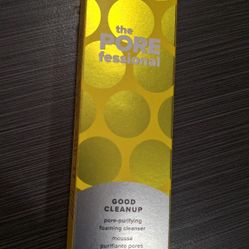 the
PORE
fessional
GOOD
CLEANUP
pore-purifying
foaming cleanser
mousse
purifiante pores